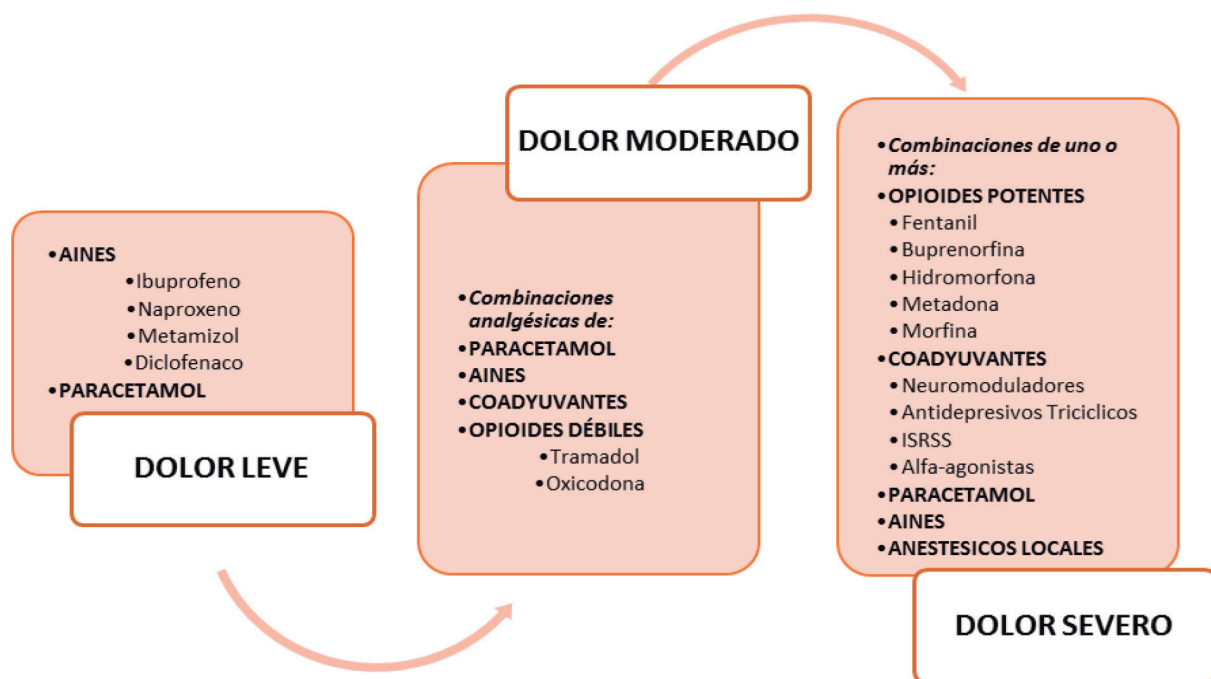 •AINES
•Ibuprofeno
•Naproxeno
•Metamizol
•Diclofenaco
•PARACETAMOL
DOLOR LEVE
DOLOR MODERADO
•Combinaciones
analgésicas de:
•PARACETAMOL
•AINES
•COADYUVANTES
•OPIOIDES DÉBILES
•Tramadol
•Oxicodona
•Combinaciones de uno o
más:
•OPIOIDES POTENTES
•Fentanil
•Buprenorfina
•Hidromorfona
•Metadona
•Morfina
•COADYUVANTES
•Neuromoduladores
•Antidepresivos Triciclicos
•ISRSS
•Alfa-agonistas
•PARACETAMOL
•AINES
•ANESTESICOS LOCALES
DOLOR SEVERO